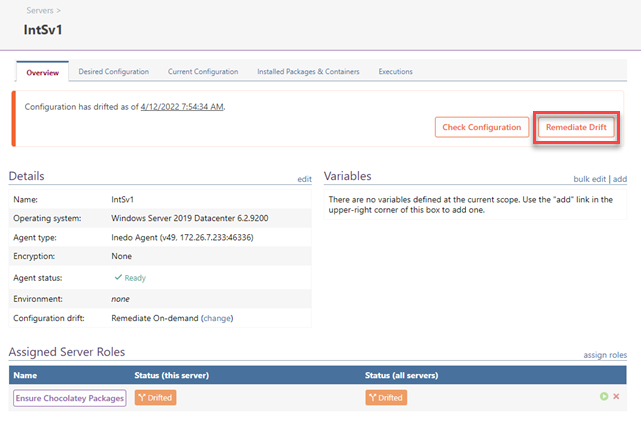 Servers >
IntSv1
Overview Desired Configuration Current Configuration Installed Packages & Containers Executions
Configuration has drifted as of 4/12/2022 7:54:34 AM.
Check Configuration Remediate Drift
Details edit
Name: IntSv1
Operating system: Windows Server 2019 Datacenter 6.2.9200
Agent type: Inedo Agent (v49, 172.26.7.233:46336)
Encryption: None
Agent status: Ready
Environment: none
Configuration drift: Remediate On-demand (change)
Variables bulk edit | add
There are no variables defined at the current scope. Use the "add" link in the
upper-right corner of this box to add one.
Assigned Server Roles assign roles
Name Status (this server) Status (all servers)
Ensure Chocolatey Packages Drifted Drifted